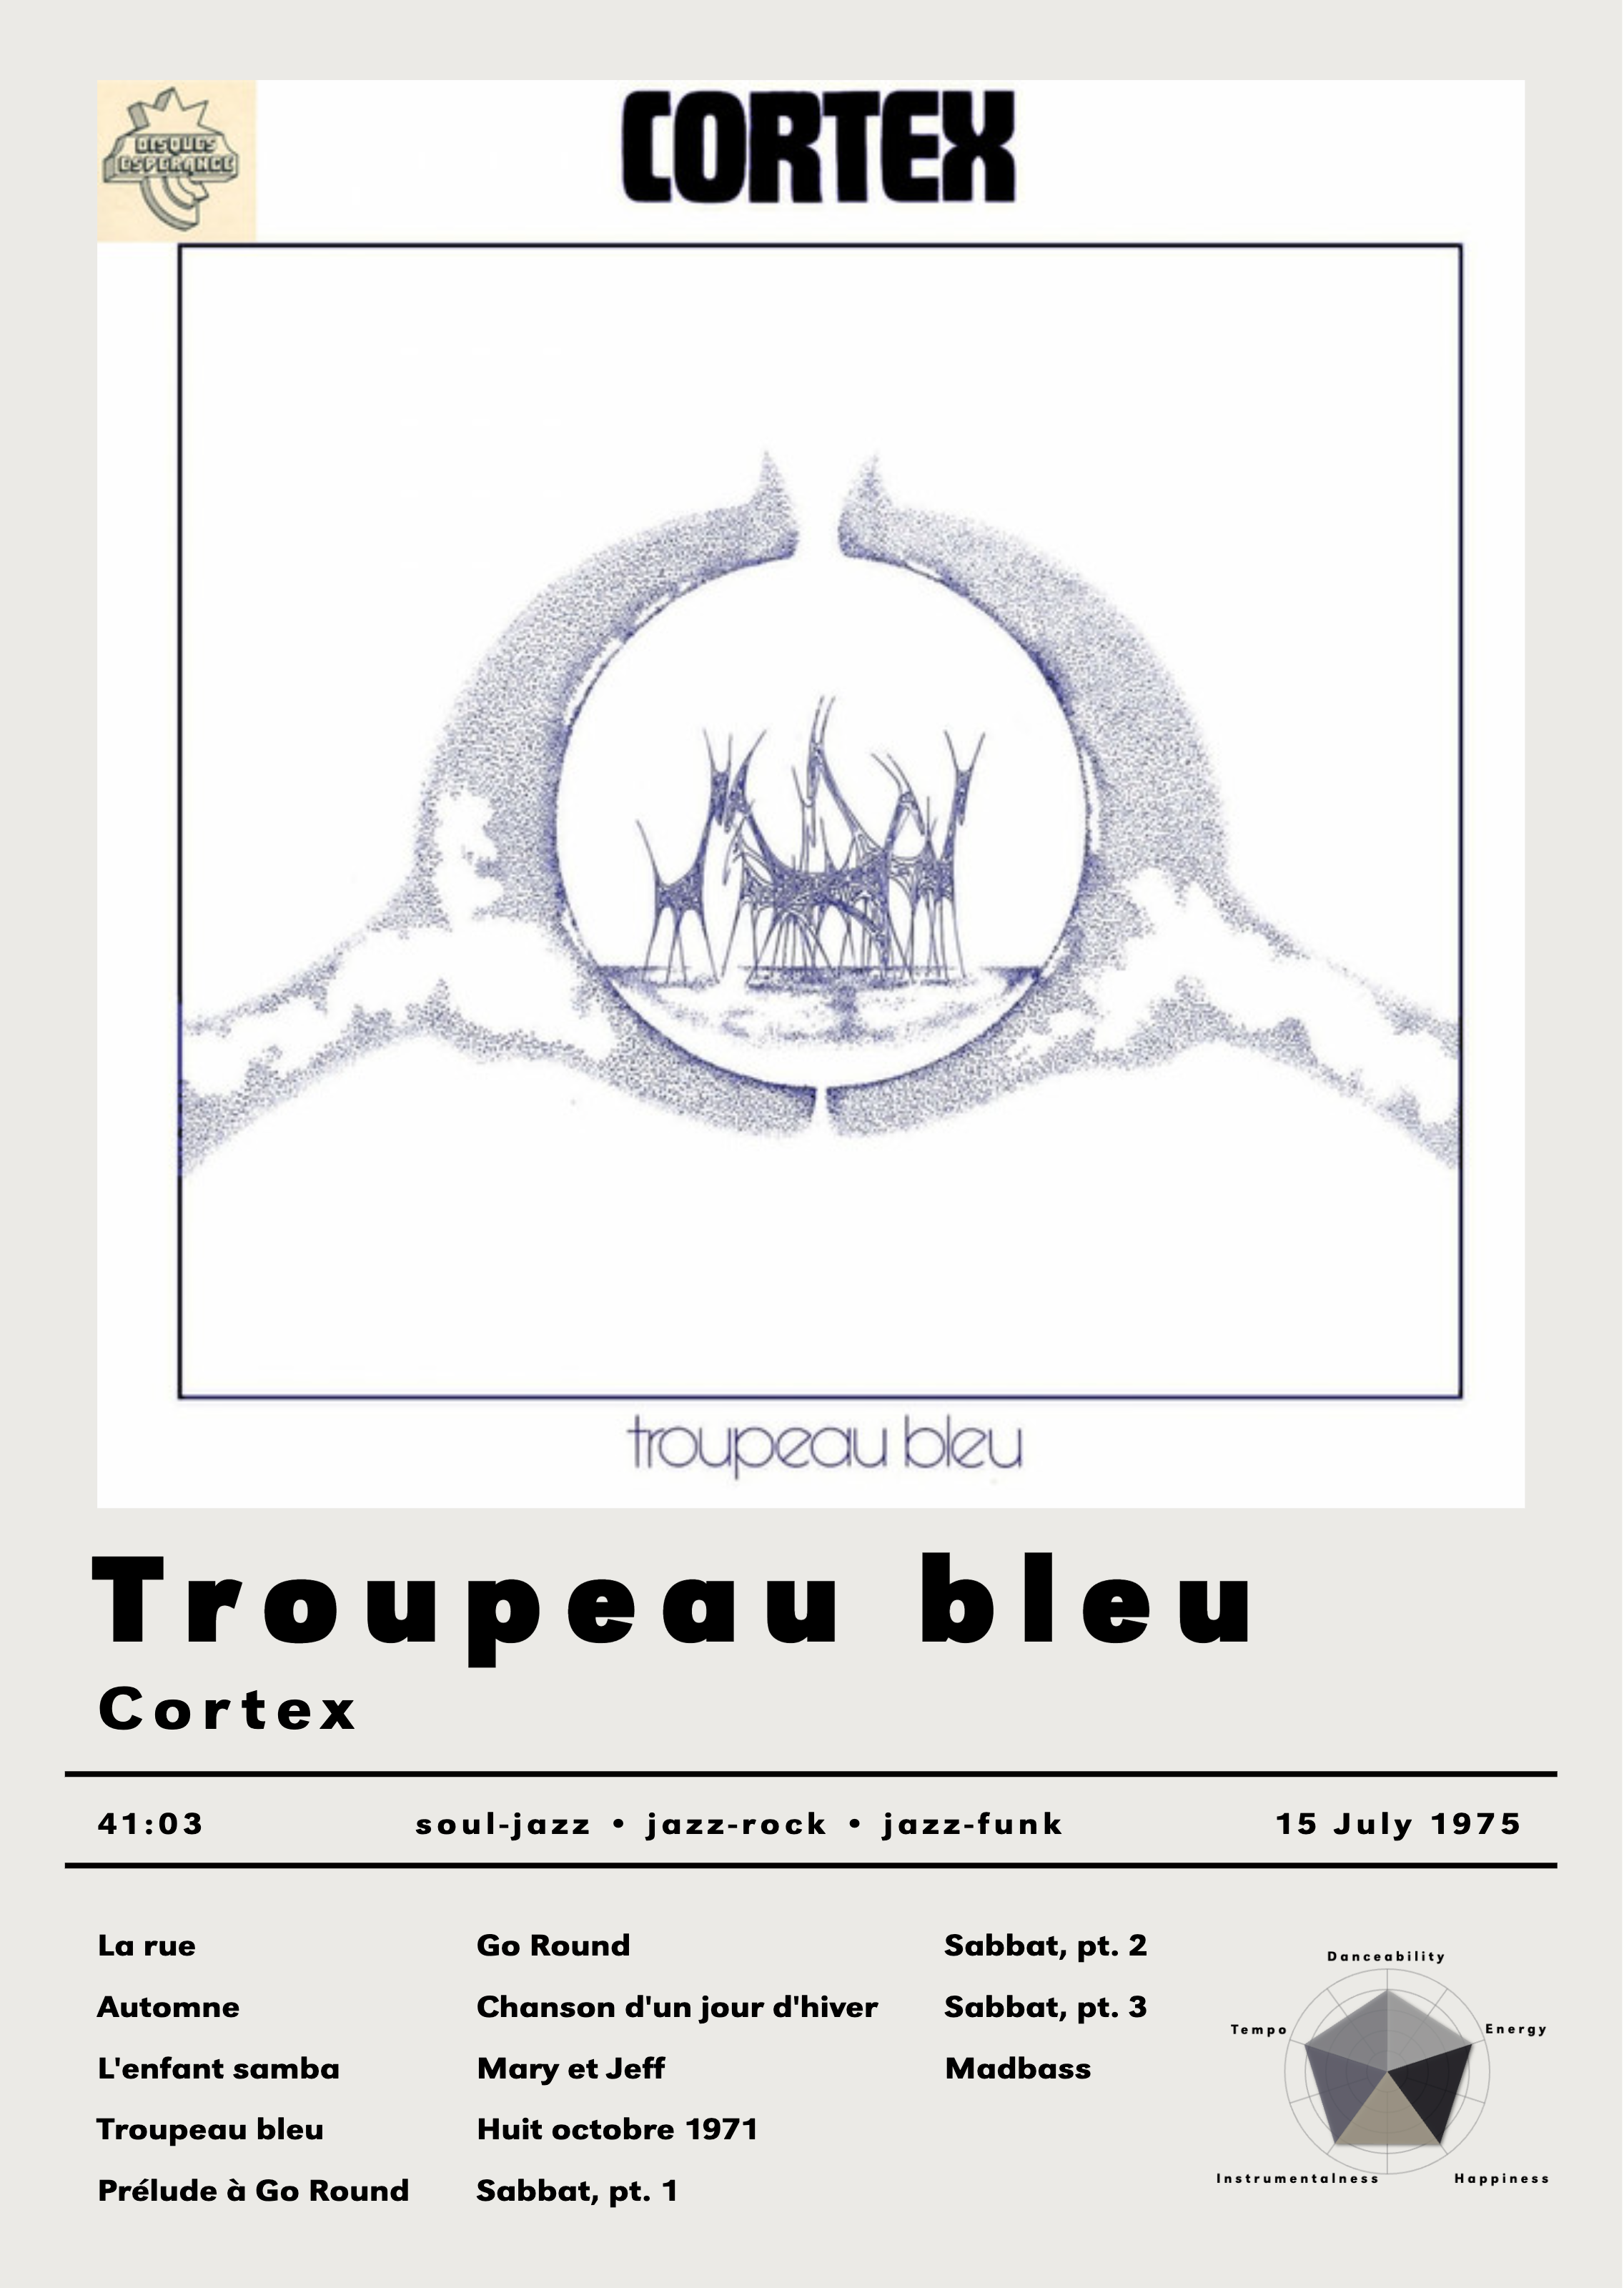 DISQUES
ESPERANCE
CORTEX
troupeau bleu
Troupeau bleu
Cortex
41:03 soul-jazz • jazz-rock • jazz-funk 15 July 1975
La rue
Automne
L'enfant samba
Troupeau bleu
Prélude à Go Round
Go Round
Chanson d'un jour d'hiver
Mary et Jeff
Huit octobre 1971
Sabbat, pt. 1
Sabbat, pt. 2
Sabbat, pt. 3
Madbass
Danceability
Tempo
Energy
Instrumentalness
Happiness